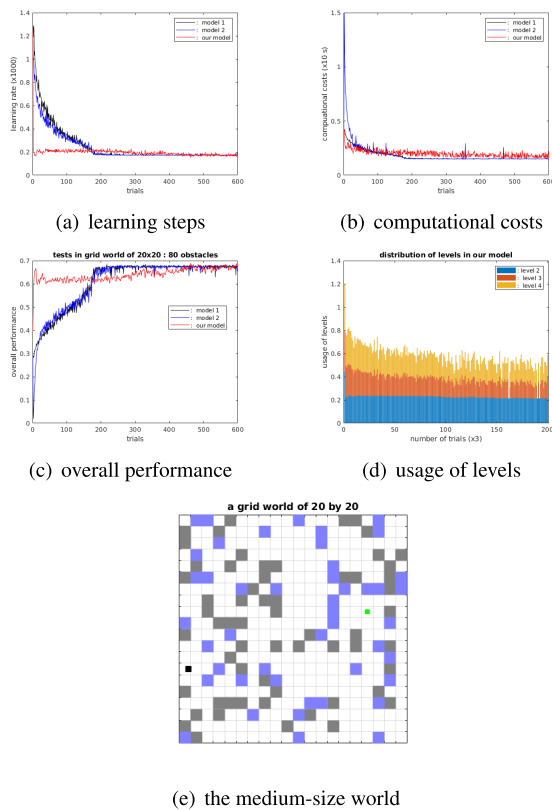 1.4
1.2
1
0.8
0.6
0.4
0.2
0
learning rate (x1000)
: model 1
: model 2
: our model
0 100 200 300 400 500 600
trials
(a) learning steps
1.5
1
0.5
0
computational costs (x10 s)
: model 1
: model 2
: our model
0 100 200 300 400 500 600
trials
(b) computational costs
tests in grid world of 20x20 : 80 obstacles
0.7
0.6
0.5
0.4
0.3
0.2
0.1
0
overall performance
: model 1
: model 2
: our model
0 100 200 300 400 500 600
trials
(c) overall performance
distribution of levels in our model
1.4
1.2
1
0.8
0.6
0.4
0.2
0
usage of levels
: level 2
: level 3
: level 4
0 50 100 150 200
number of trials (x3)
(d) usage of levels
a grid world of 20 by 20
(e) the medium-size world